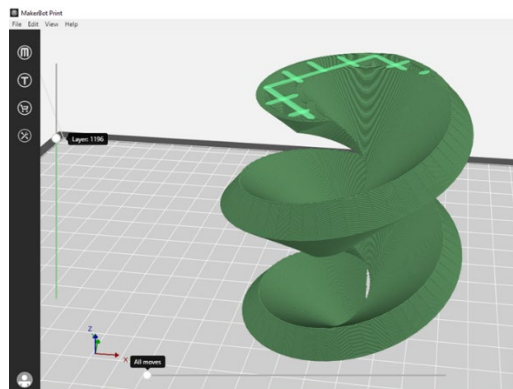 MakerBot Print
File Edit View Help
Layer: 1196
Z
X
All moves